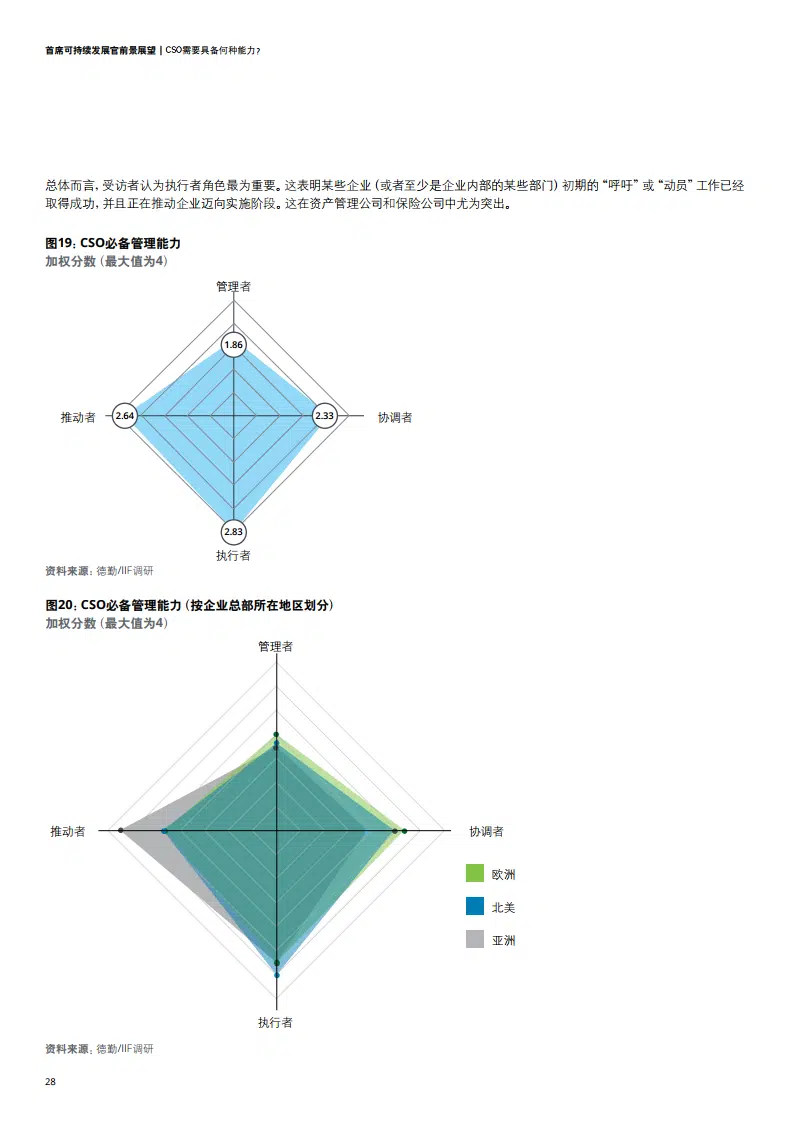 首席可持续发展官前景展望 | CSO需要具备何种能力?
总体而言,受访者认为执行者角色最为重要。这表明某些企业(或者至少是企业内部的某些部门)初期的“呼吁”或“动员”工作已经
取得成功,并且正在推动企业迈向实施阶段。这在资产管理公司和保险公司中尤为突出。
图19:CSO必备管理能力
加权分数(最大值为4)
管理者
1.86
推动者
2.64
2.33
协调者
2.83
执行者
资料来源:德勤/IIF调研
图20:CSO必备管理能力(按企业总部所在地区划分)
加权分数(最大值为4)
管理者
推动者
协调者
欧洲
北美
亚洲
执行者
资料来源:德勤/IIF调研
28